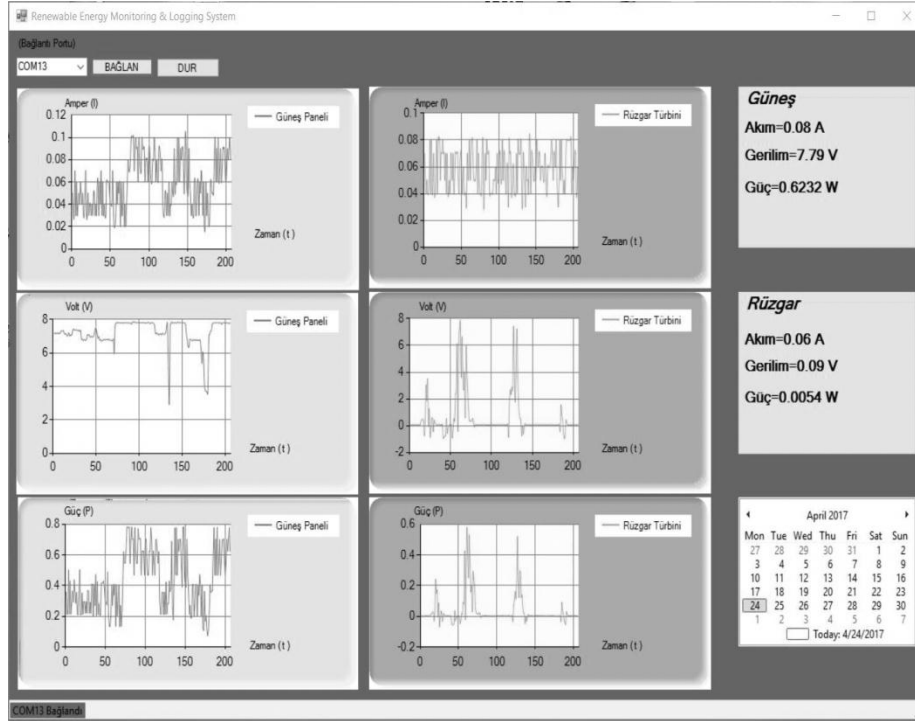 Renewable Energy Monitoring & Logging System
(Bağlantı Portu)
COM13 BAĞLAN DUR
Amper (I)
0.12
0.1
0.08
0.06
0.04
0.02
0
0 50 100 150 200
Güneş Paneli
Zaman ( t )
Amper (I)
0.1
0.08
0.06
0.04
0.02
0
0 50 100 150 200
Rüzgar Türbini
Zaman ( t )
Güneş
Akım=0.08 A
Gerilim=7.79 V
Güç=0.6232 W
Volt (V)
8
6
4
2
0
0 50 100 150 200
Güneş Paneli
Zaman ( t )
Volt (V)
8
6
4
2
0
-2
0 50 100 150 200
Rüzgar Türbini
Zaman ( t )
Rüzgar
Akım=0.06 A
Gerilim=0.09 V
Güç=0.0054 W
Güç (P)
0.8
0.6
0.4
0.2
0
0 50 100 150 200
Güneş Paneli
Zaman ( t )
Güç (P)
0.6
0.4
0.2
0
-0.2
0 50 100 150 200
Rüzgar Türbini
Zaman ( t )
April 2017
Mon Tue Wed Thu Fri Sat Sun
27 28 29 30 31 1 2
3 4 5 6 7 8 9
10 11 12 13 14 15 16
17 18 19 20 21 22 23
24 25 26 27 28 29 30
1 2 3 4 5 6 7
Today: 4/24/2017
COM13 Bağlandı